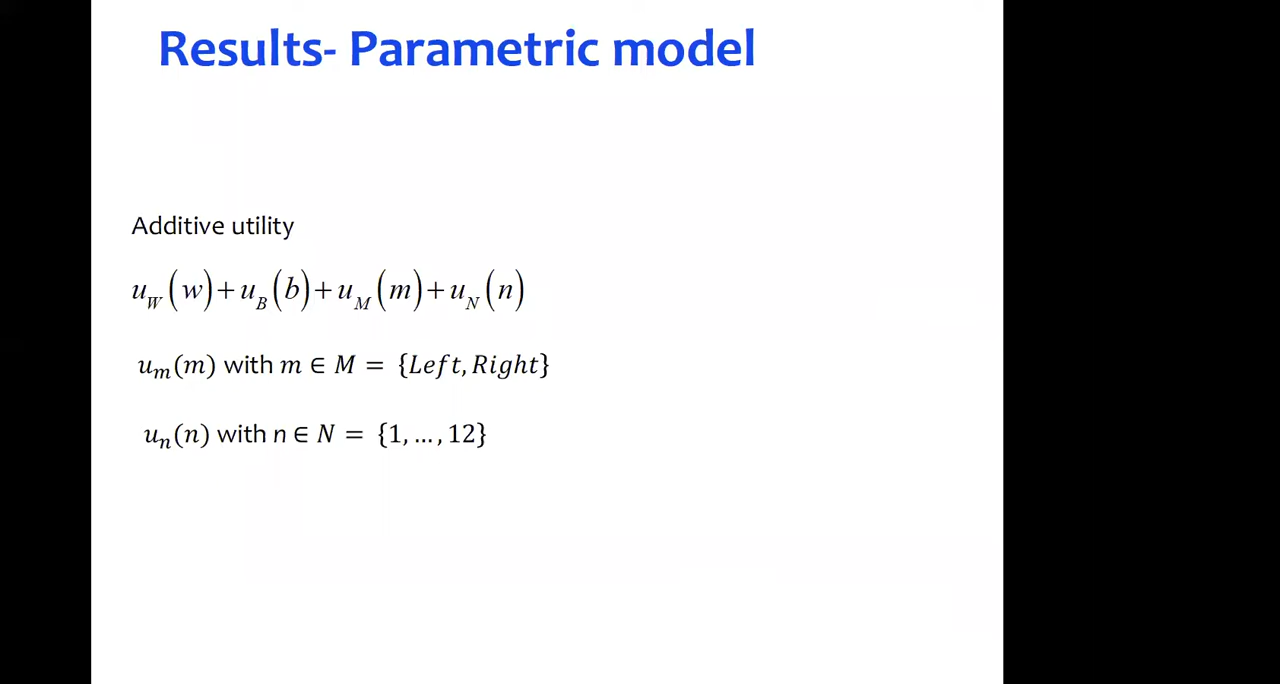 Results- Parametric model
Additive utility
u_W(w)+u_B(b)+u_M(m)+u_N(n)
u_m(m) with m ∈ M = {Left, Right}
u_n(n) with n ∈ N = {1, …, 12}